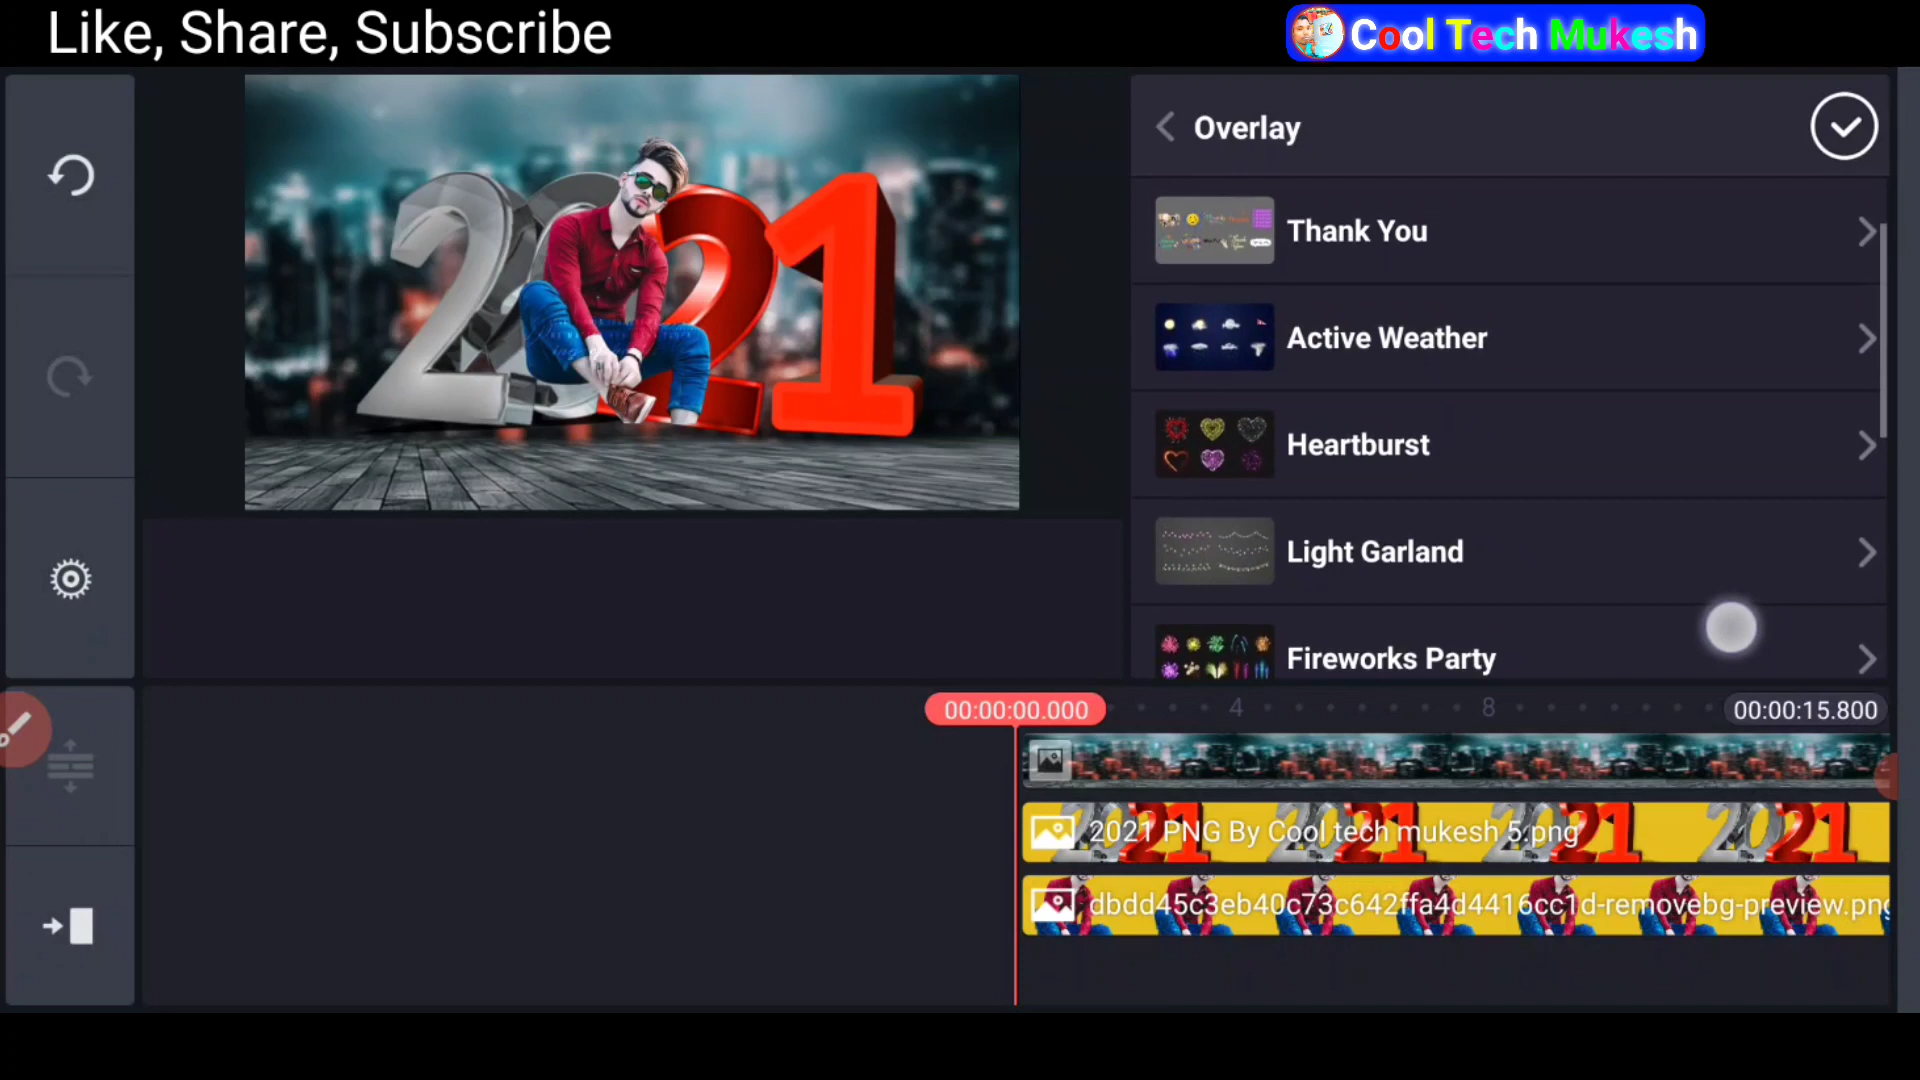 Like, Share, Subscribe
Cool Tech Mukesh
Overlay
Thank You
Active Weather
Heartburst
Light Garland
Fireworks Party
2021
00:00:00.000
4
8
00:00:15.800
2021 PNG By Cool tech mukesh 5.png
dbdd45c3eb40c73c642ffa4d4416cc1d-removebg-preview.png